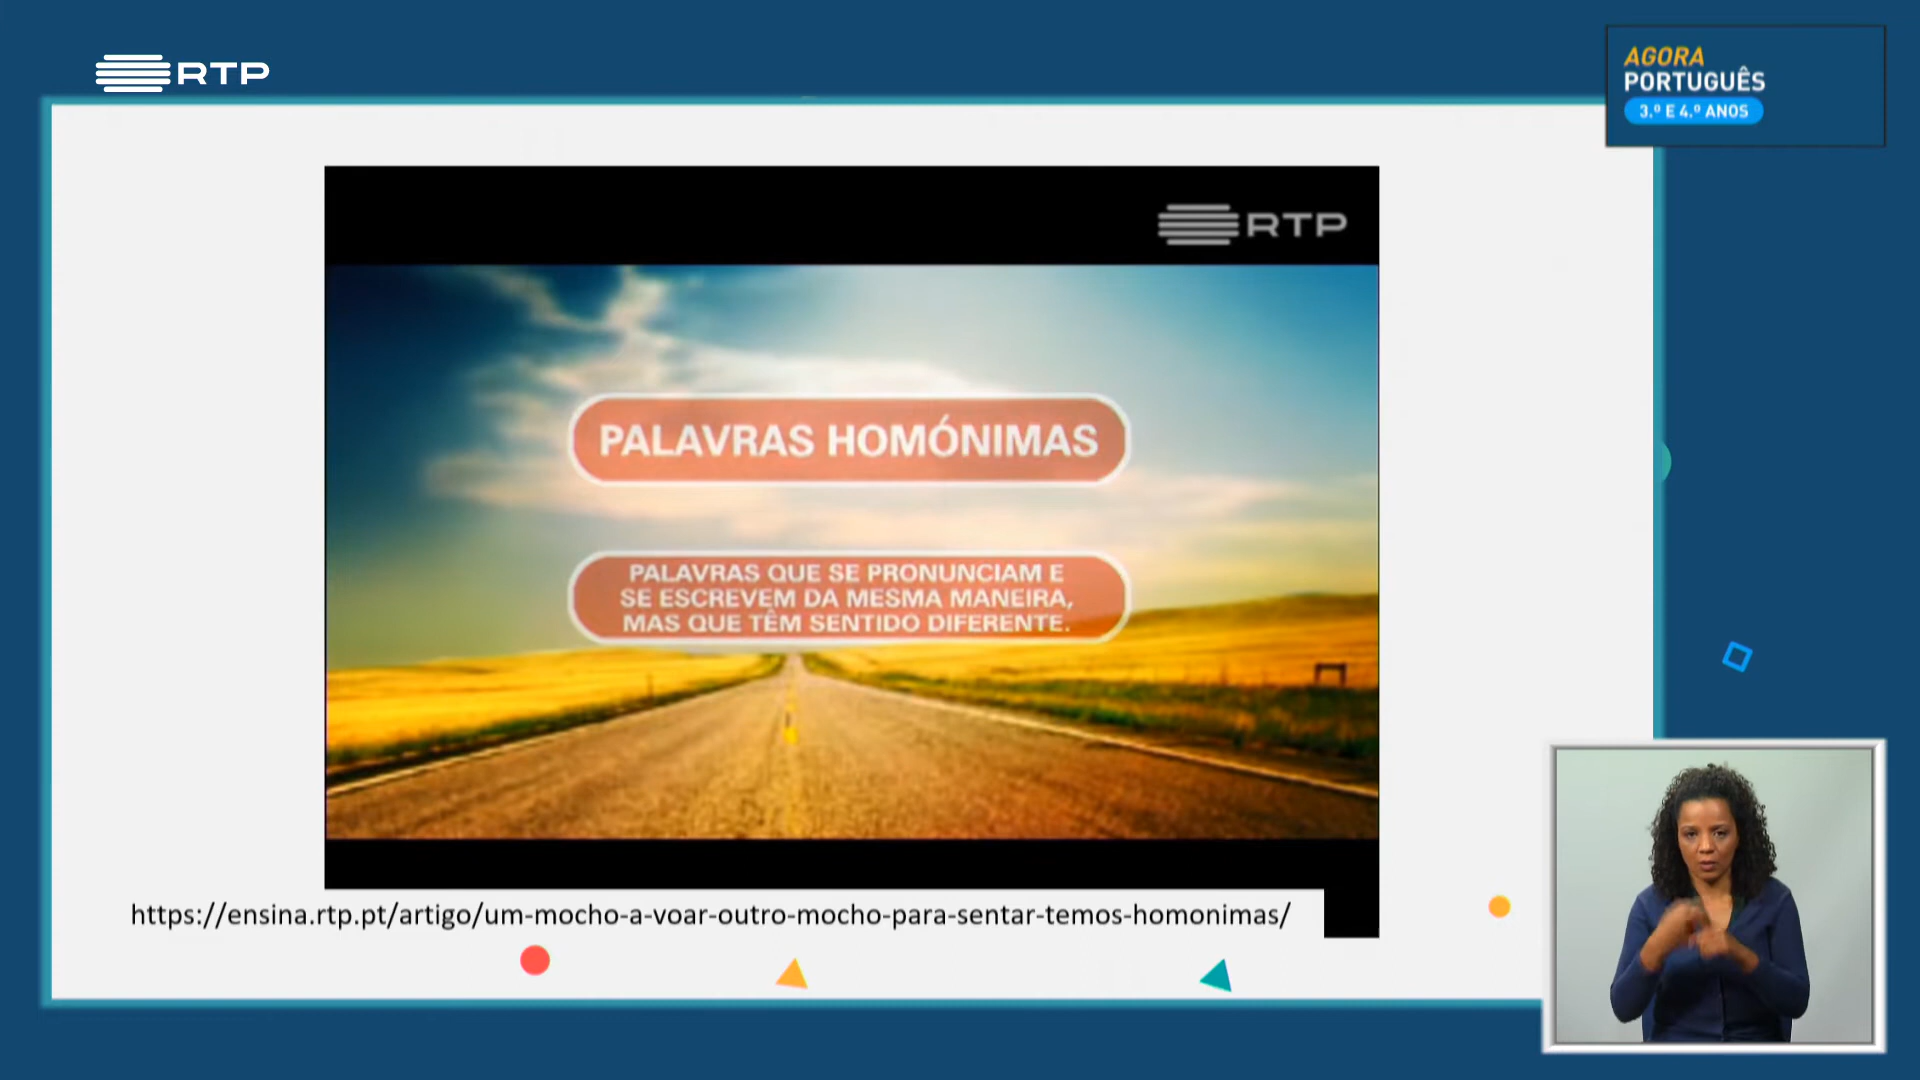 RTP
AGORA
PORTUGUÊS
3.º E 4.º ANOS
RTP
PALAVRAS HOMÓNIMAS
PALAVRAS QUE SE PRONUNCIAM E
SE ESCREVEM DA MESMA MANEIRA,
MAS QUE TÊM SENTIDO DIFERENTE.
https://ensina.rtp.pt/artigo/um-mocho-a-voar-outro-mocho-para-sentar-temos-homonimas/